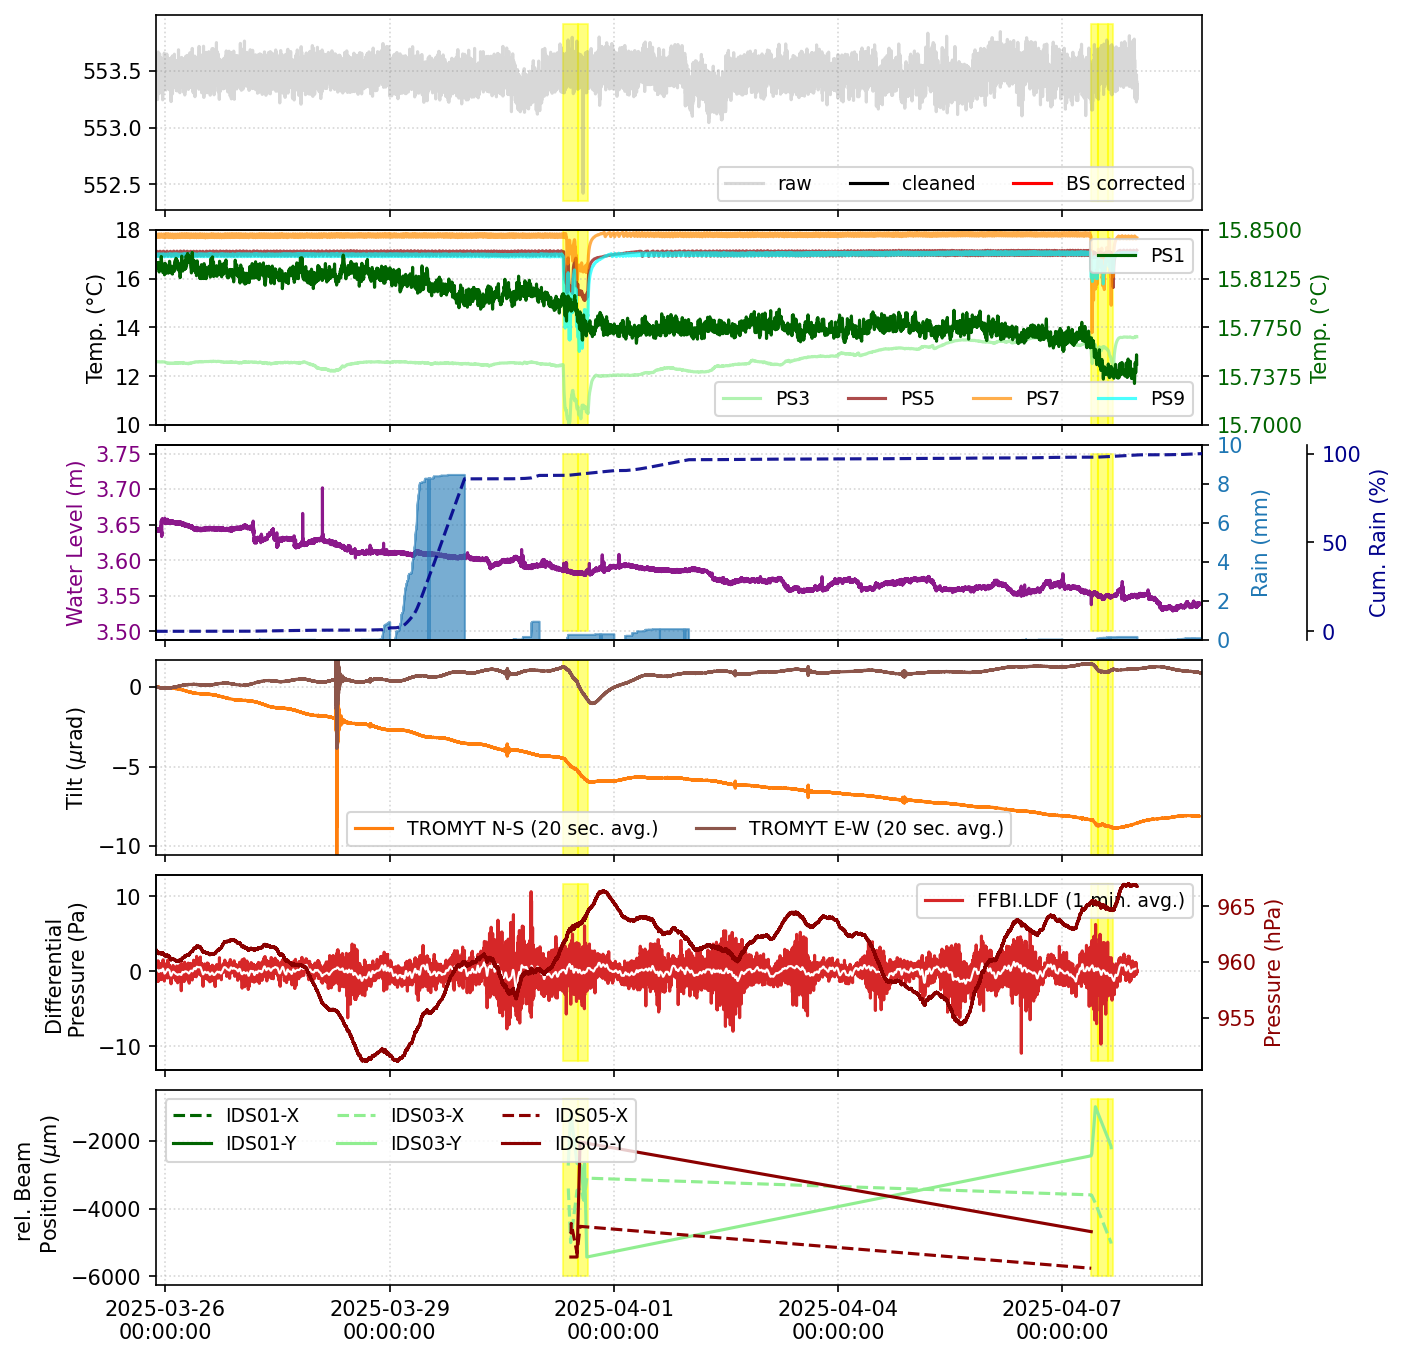 553.5
553.0
552.5
raw cleaned BS corrected
Temp. (°C)
18
16
14
12
10
15.8500
15.8125
15.7750
15.7375
15.7000
Temp. (°C)
PS1
PS3 PS5 PS7 PS9
Water Level (m)
3.75
3.70
3.65
3.60
3.55
3.50
10
8
6
4
2
0
Rain (mm)
100
50
0
Cum. Rain (%)
Tilt (μrad)
0
−5
−10
TROMYT N-S (20 sec. avg.) TROMYT E-W (20 sec. avg.)
Differential
Pressure (Pa)
10
0
−10
FFBI.LDF (1 min. avg.)
965
960
955
Pressure (hPa)
rel. Beam
Position (μm)
−2000
−4000
−6000
IDS01-X IDS03-X IDS05-X
IDS01-Y IDS03-Y IDS05-Y
2025-03-26 2025-03-29 2025-04-01 2025-04-04 2025-04-07
00:00:00 00:00:00 00:00:00 00:00:00 00:00:00